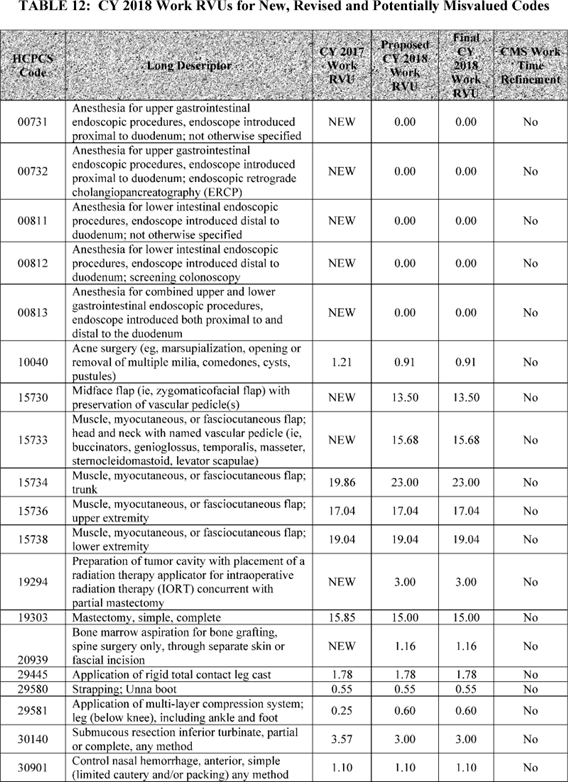 TABLE 12: CY 2018 Work RVUs for New, Revised and Potentially Misvalued Codes
HCPCS Code Long Descriptor CY 2017 Work RVU Proposed CY 2018 Work RVU Final CY 2018 Work RVU CMS Work Time Refinement
00731 Anesthesia for upper gastrointestinal
endoscopic procedures, endoscope introduced
proximal to duodenum; not otherwise specified NEW 0.00 0.00 No
00732 Anesthesia for upper gastrointestinal
endoscopic procedures, endoscope introduced
proximal to duodenum; endoscopic retrograde
cholangiopancreatography (ERCP) NEW 0.00 0.00 No
00811 Anesthesia for lower intestinal endoscopic
procedures, endoscope introduced distal to
duodenum; not otherwise specified NEW 0.00 0.00 No
00812 Anesthesia for lower intestinal endoscopic
procedures, endoscope introduced distal to
duodenum; screening colonoscopy NEW 0.00 0.00 No
00813 Anesthesia for combined upper and lower
gastrointestinal endoscopic procedures,
endoscope introduced both proximal to and
distal to the duodenum NEW 0.00 0.00 No
10040 Acne surgery (eg, marsupialization, opening or
removal of multiple milia, comedones, cysts,
pustules) 1.21 0.91 0.91 No
15730 Midface flap (ie, zygomaticofacial flap) with
preservation of vascular pedicle(s) NEW 13.50 13.50 No
15733 Muscle, myocutaneous, or fasciocutaneous flap;
head and neck with named vascular pedicle (ie,
buccinators, genioglossus, temporalis, masseter,
sternocleidomastoid, levator scapulae) NEW 15.68 15.68 No
15734 Muscle, myocutaneous, or fasciocutaneous flap;
trunk 19.86 23.00 23.00 No
15736 Muscle, myocutaneous, or fasciocutaneous flap;
upper extremity 17.04 17.04 17.04 No
15738 Muscle, myocutaneous, or fasciocutaneous flap;
lower extremity 19.04 19.04 19.04 No
19294 Preparation of tumor cavity with placement of a
radiation therapy applicator for intraoperative
radiation therapy (IORT) concurrent with
partial mastectomy NEW 3.00 3.00 No
19303 Mastectomy, simple, complete 15.85 15.00 15.00 No
20939 Bone marrow aspiration for bone grafting,
spine surgery only, through separate skin or
fascial incision NEW 1.16 1.16 No
29445 Application of rigid total contact leg cast 1.78 1.78 1.78 No
29580 Strapping; Unna boot 0.55 0.55 0.55 No
29581 Application of multi-layer compression system;
leg (below knee), including ankle and foot 0.25 0.60 0.60 No
30140 Submucous resection inferior turbinate, partial
or complete, any method 3.57 3.00 3.00 No
30901 Control nasal hemorrhage, anterior, simple
(limited cautery and/or packing) any method 1.10 1.10 1.10 No